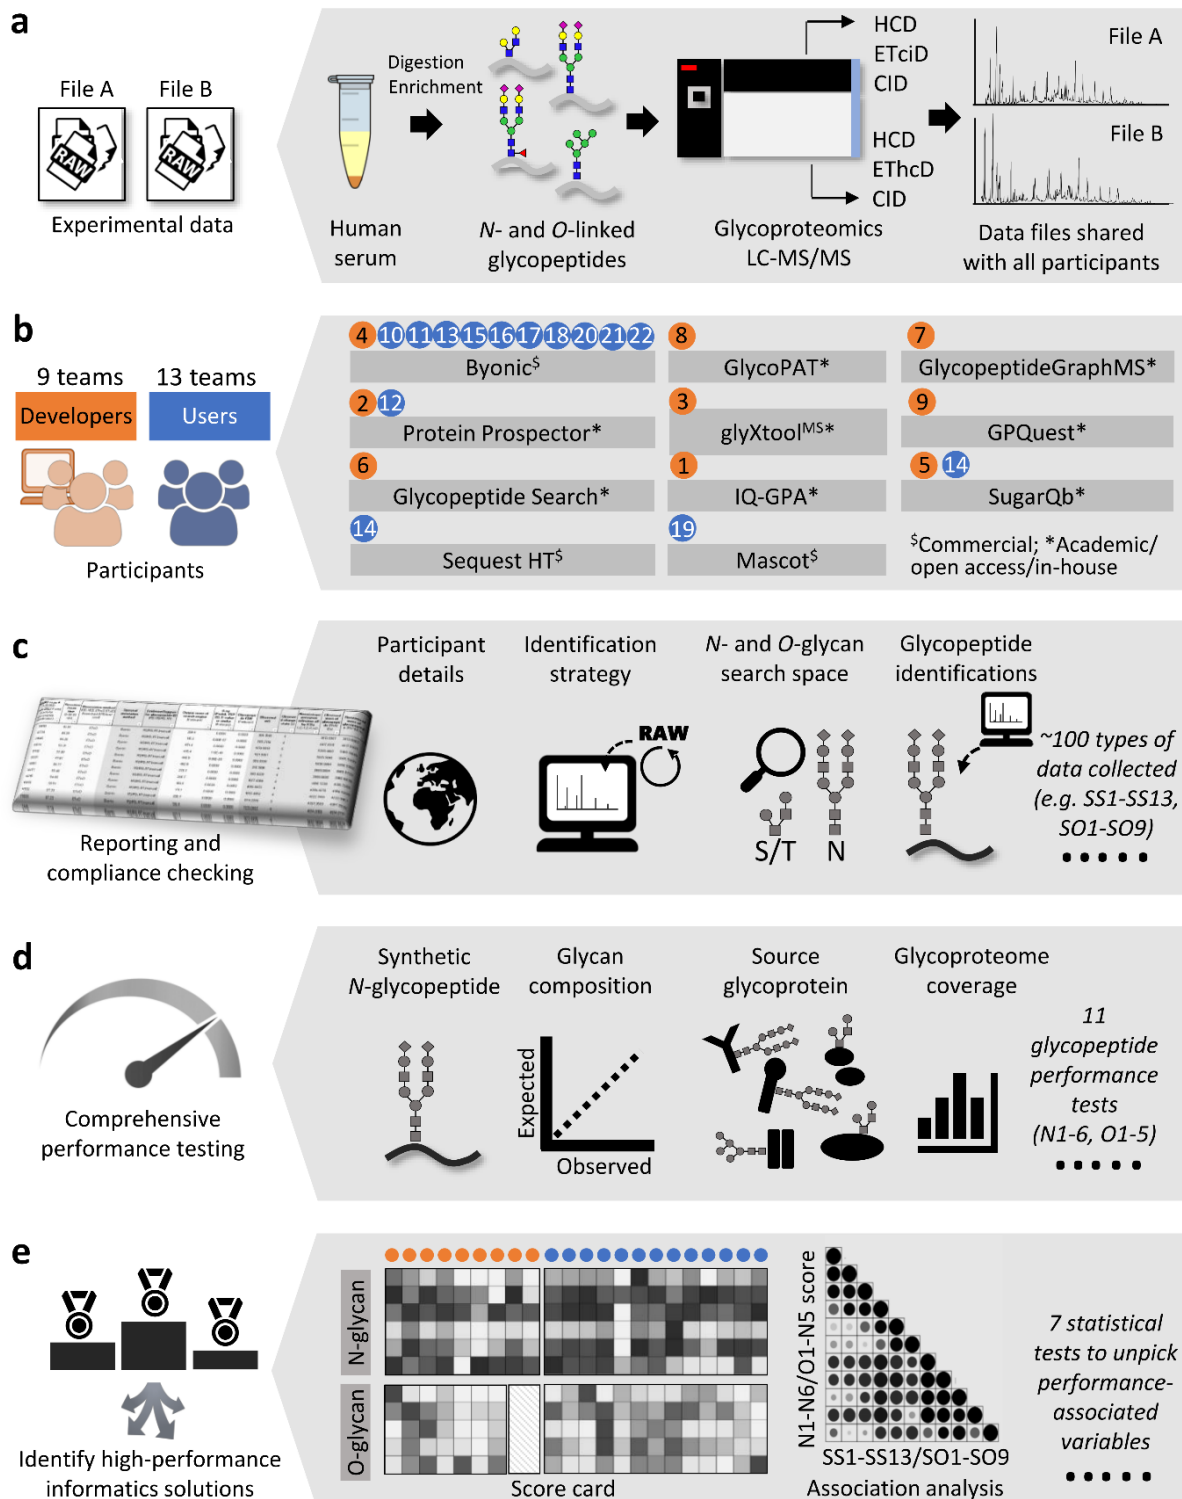 a
File A
File B
RAW
RAW
Experimental data
Human
serum
Digestion
Enrichment
N- and O-linked
glycopeptides
HCD
ETciD
CID
HCD
EThcD
CID
Glycoproteomics
LC-MS/MS
File A
File B
Data files shared
with all participants
b
9 teams
13 teams
Developers
Users
Participants
4 10 11 13 15 16 17 18 20 21 22
Byonic$
8
GlycoPAT*
7
GlycopeptideGraphMS*
2 12
Protein Prospector*
3
glyXtoolMS*
9
GPQuest*
6
Glycopeptide Search*
1
IQ-GPA*
5 14
SugarQb*
14
Sequest HT$
19
Mascot$
$Commercial; *Academic/
open access/in-house
c
Reporting and
compliance checking
Participant
details
Identification
strategy
RAW
N- and O-glycan
search space
S/T
N
Glycopeptide
identifications
~100 types of
data collected
(e.g. SS1-SS13,
SO1-SO9)
d
Comprehensive
performance testing
Synthetic
N-glycopeptide
Glycan
composition
Expected
Observed
Source
glycoprotein
Glycoproteome
coverage
11
glycopeptide
performance
tests
(N1-6, O1-5)
e
Identify high-performance
informatics solutions
N-glycan
O-glycan
Score card
N1-N6/O1-N5 score
SS1-SS13/SO1-SO9
Association analysis
7 statistical
tests to unpick
performance-
associated
variables